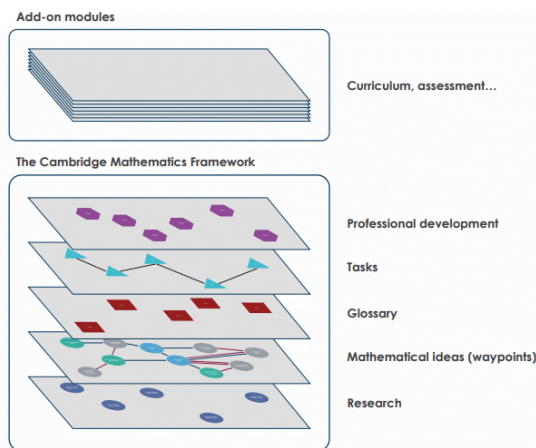 Add-on modules
Curriculum, assessment...
The Cambridge Mathematics Framework
Professional development
Tasks
Glossary
Mathematical ideas (waypoints)
Research